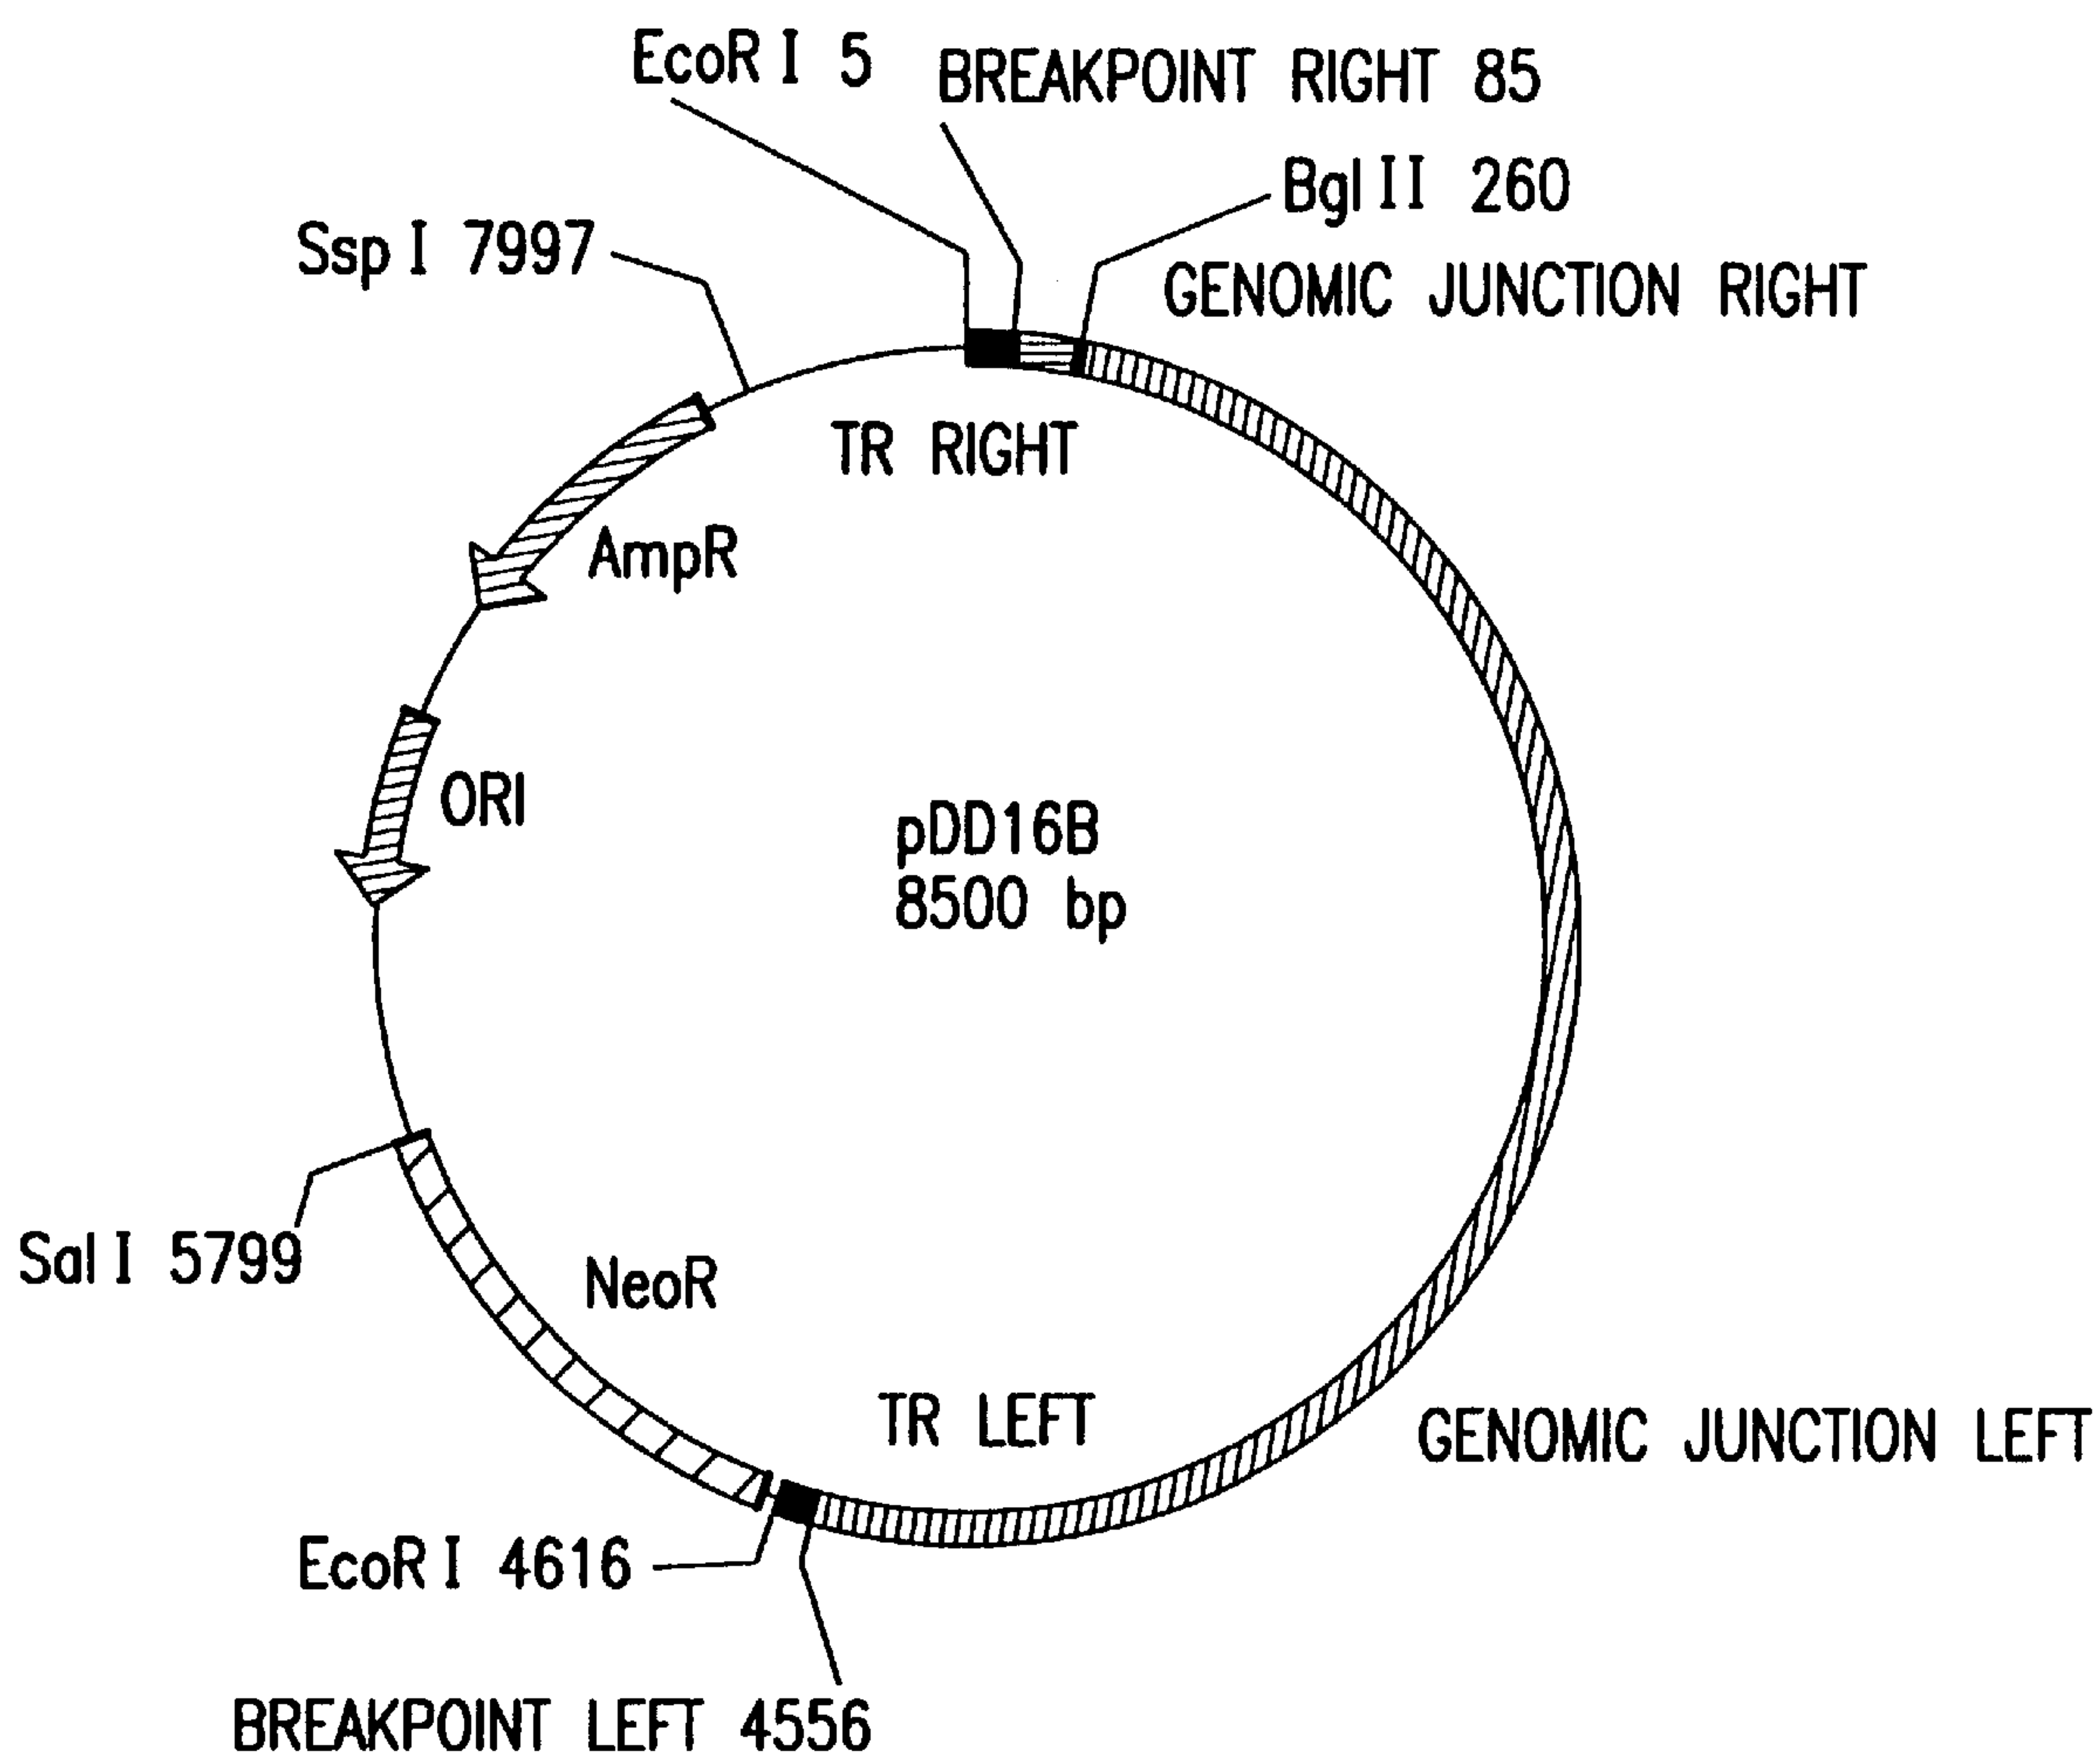 EcoR I 5
BREAKPOINT RIGHT 85
Bgl II 260
Ssp I 7997
GENOMIC JUNCTION RIGHT
TR RIGHT
AmpR
ORI
pDD16B
8500 bp
Sal I 5799
NeoR
TR LEFT
GENOMIC JUNCTION LEFT
EcoR I 4616
BREAKPOINT LEFT 4556